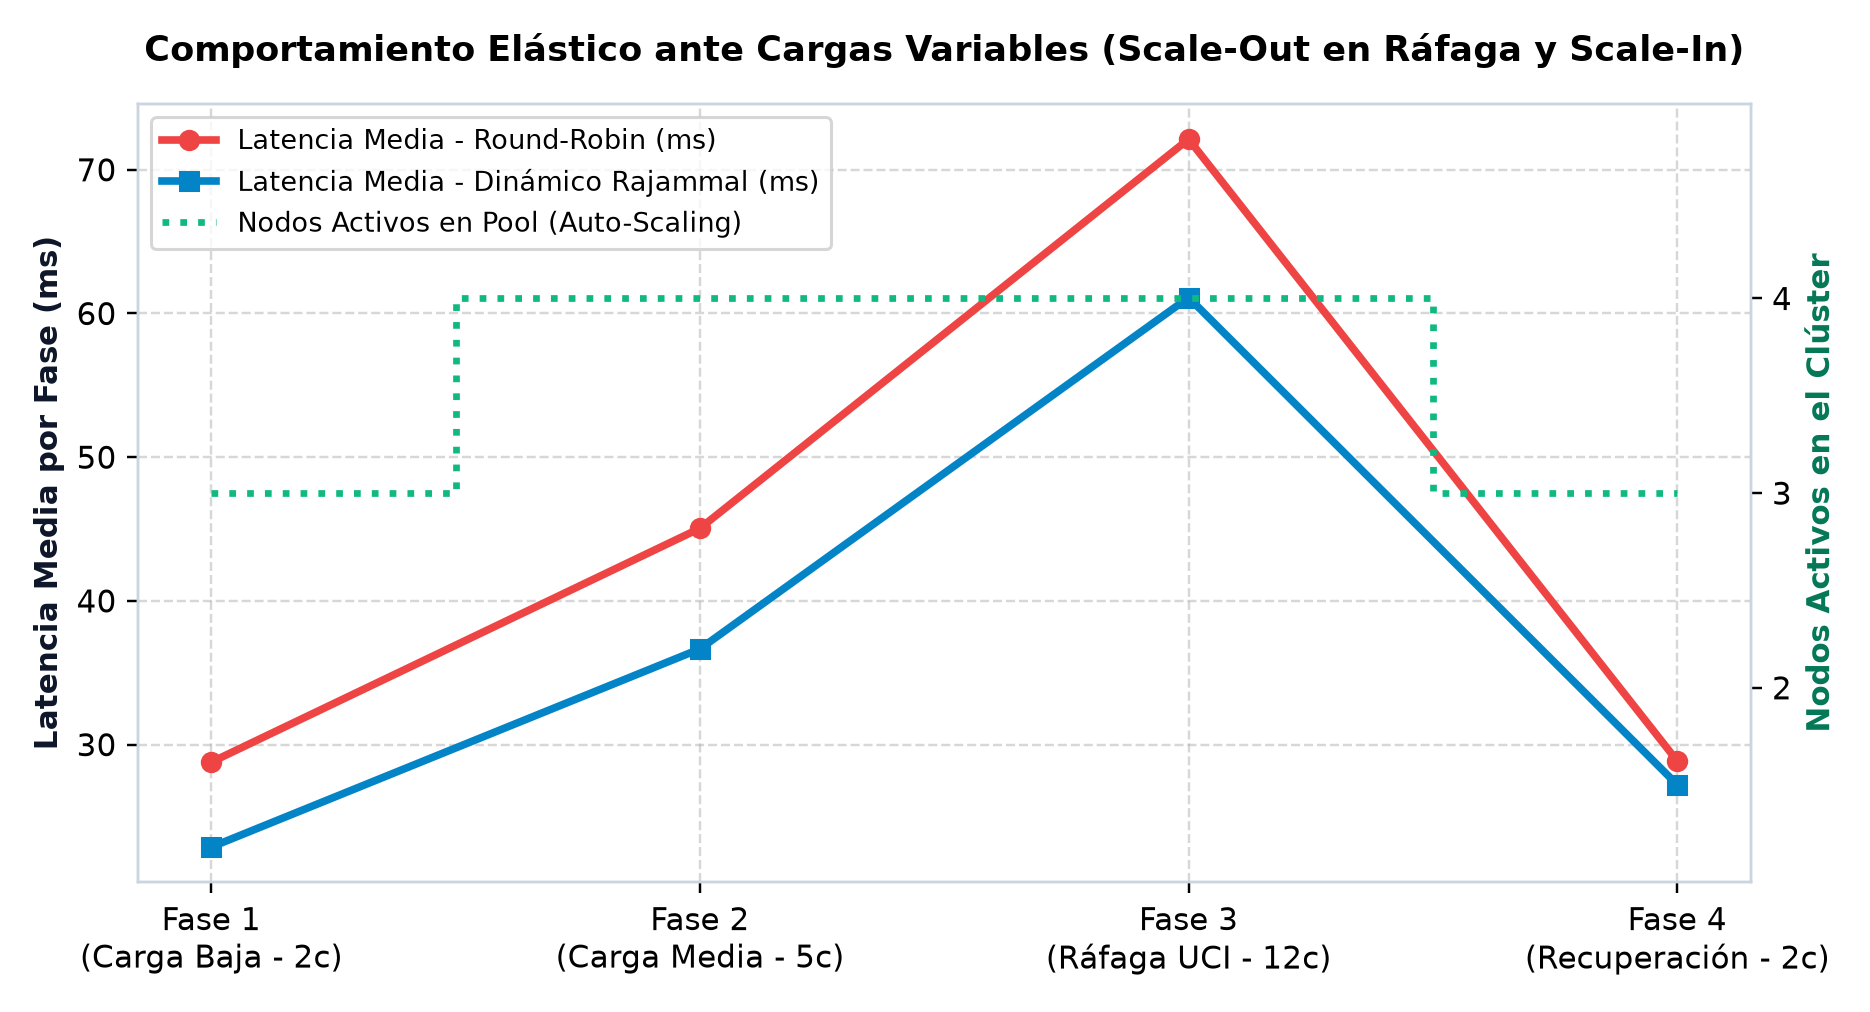 Comportamiento Elástico ante Cargas Variables (Scale-Out en Ráfaga y Scale-In)
Latencia Media - Round-Robin (ms)
Latencia Media - Dinámico Rajammal (ms)
Nodos Activos en Pool (Auto-Scaling)
Latencia Media por Fase (ms)
70
60
50
40
30
4
3
2
Nodos Activos en el Clúster
Fase 1
(Carga Baja - 2c)
Fase 2
(Carga Media - 5c)
Fase 3
(Ráfaga UCI - 12c)
Fase 4
(Recuperación - 2c)